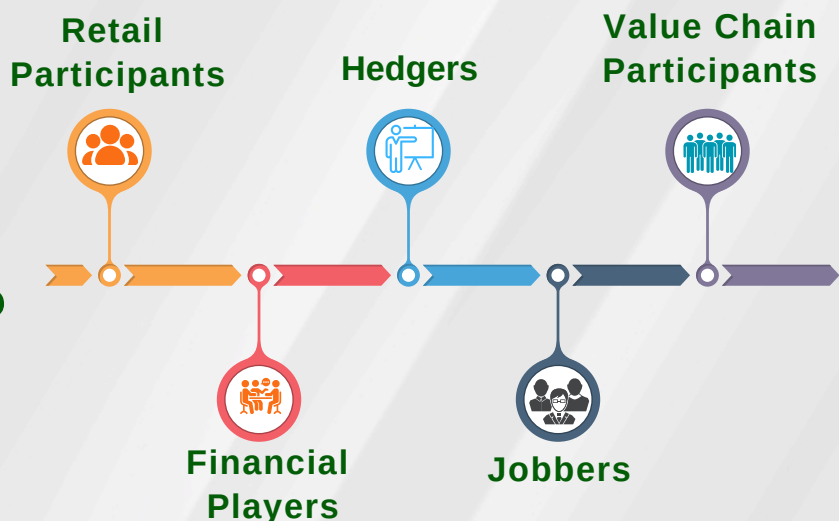 Retail
Participants
Financial
Players
Hedgers
Jobbers
Value Chain
Participants